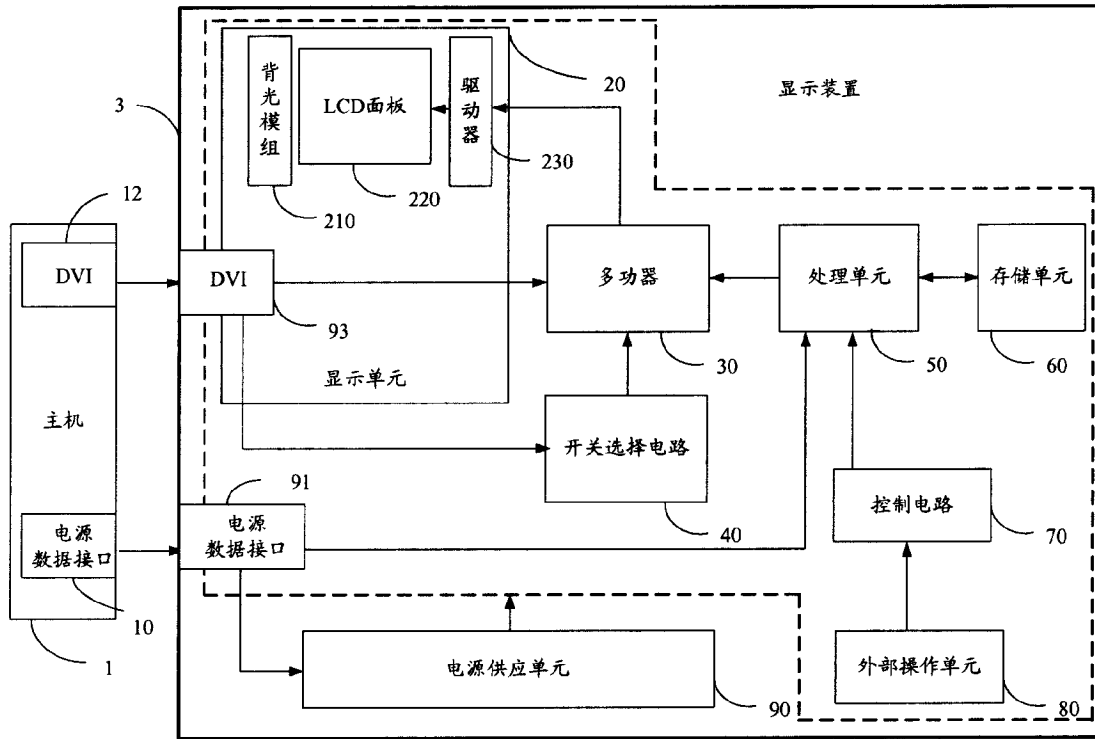 背光模组
LCD面板
驱动器
20
显示装置
3
230
12
210
220
DVI
DVI
多功器
处理单元
存储单元
93
30
50
60
显示单元
主机
开关选择电路
91
电源
数据接口
电源
数据接口
40
控制电路
70
10
1
电源供应单元
90
外部操作单元
80